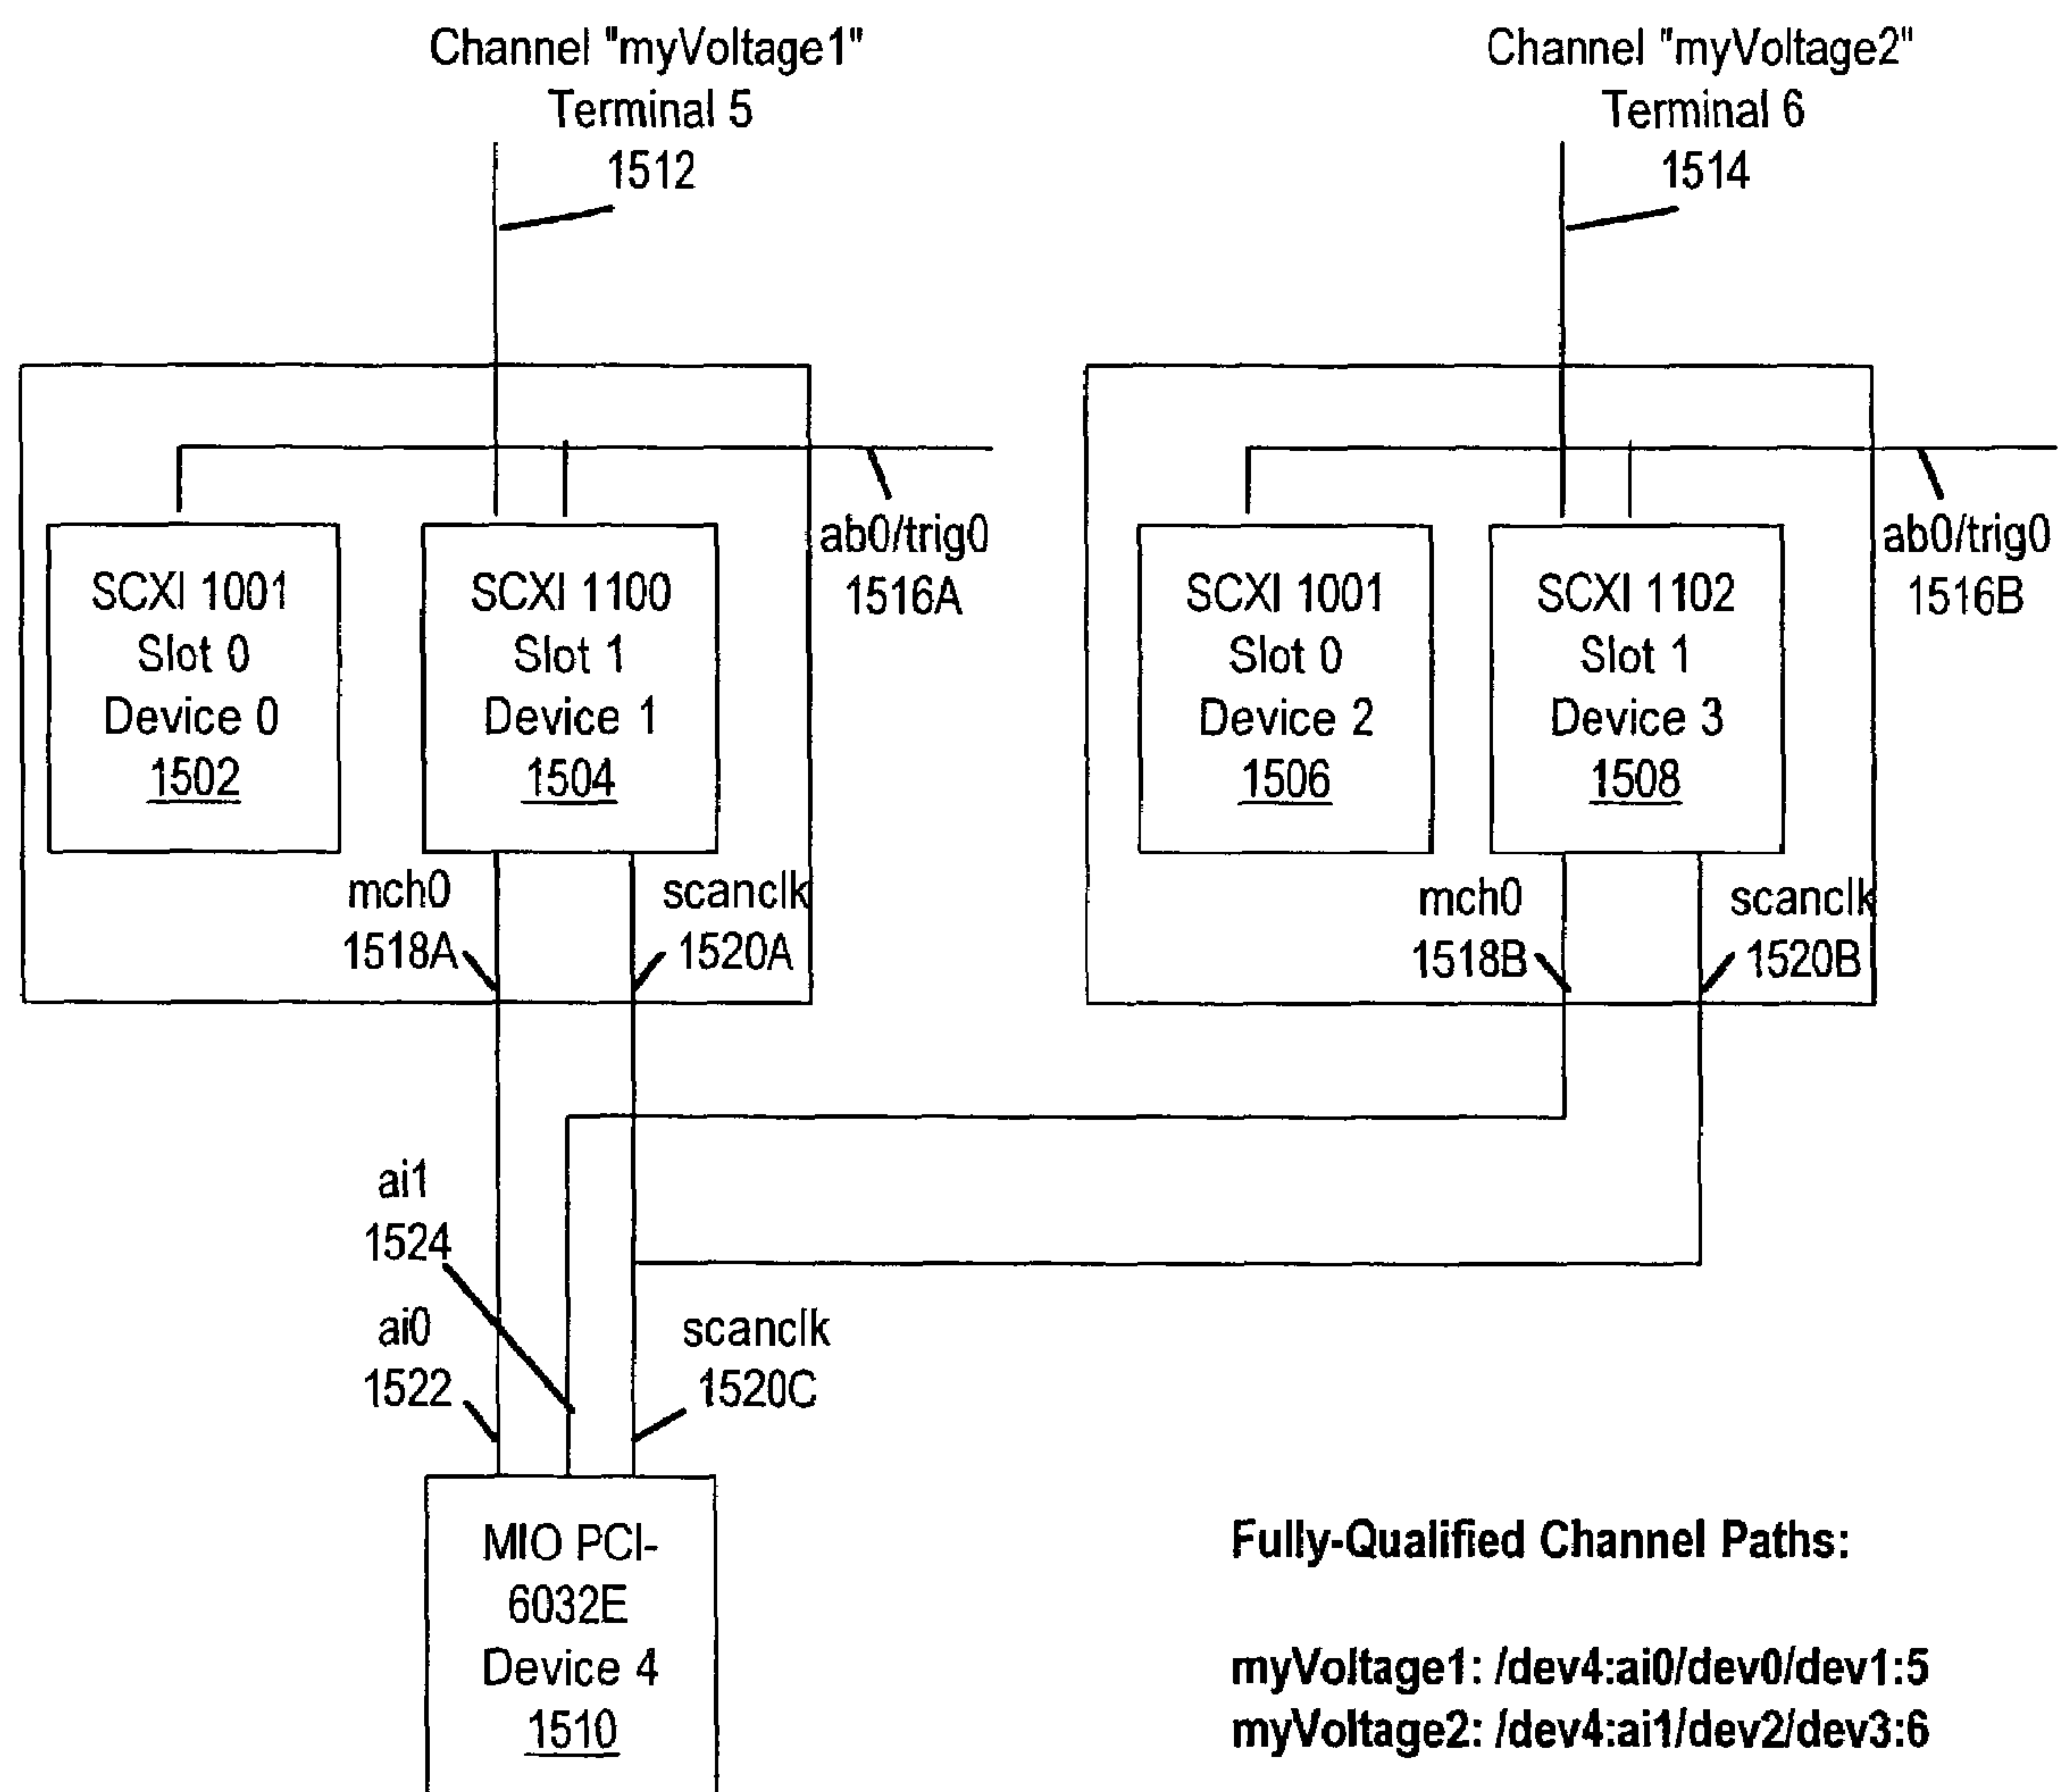 Channel "myVoltage1"
Terminal 5
1512
Channel "myVoltage2"
Terminal 6
1514
SCXI 1001
Slot 0
Device 0
1502
SCXI 1100
Slot 1
Device 1
1504
ab0/trig0
1516A
SCXI 1001
Slot 0
Device 2
1506
SCXI 1102
Slot 1
Device 3
1508
ab0/trig0
1516B
mch0
1518A
scanclk
1520A
mch0
1518B
scanclk
1520B
ai1
1524
ai0
1522
scanclk
1520C
MIO PCI-
6032E
Device 4
1510
Fully-Qualified Channel Paths:
myVoltage1: /dev4:ai0/dev0/dev1:5
myVoltage2: /dev4:ai1/dev2/dev3:6